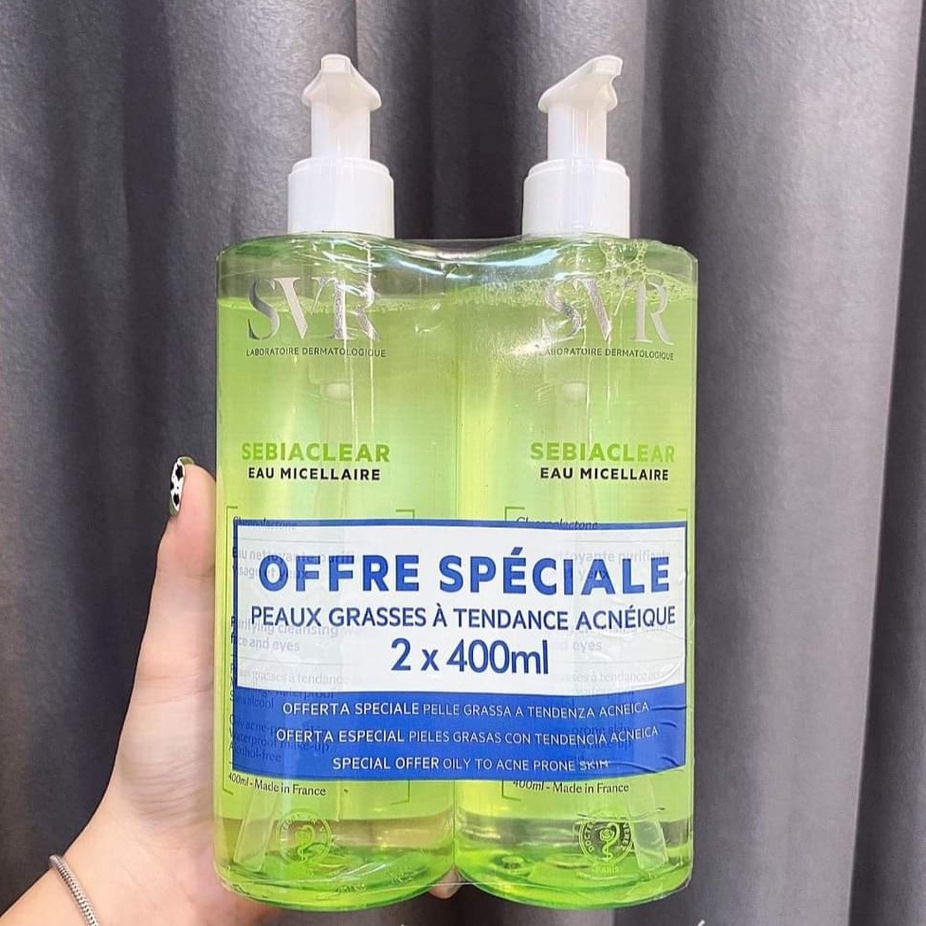 SVR
LABORATOIRE DERMATOLOGIQUE
SEBIACLEAR
EAU MICELLAIRE
SVR
LABORATOIRE DERMATOLOGIQUE
SEBIACLEAR
EAU MICELLAIRE
Gluconolactone
OFFRE SPÉCIALE
PEAUX GRASSES À TENDANCE ACNÉIQUE
2 x 400ml
OFFERTA SPECIALE PELLE GRASSA A TENDENZA ACNEICA
OFERTA ESPECIAL PIELES GRASAS CON TENDENCIA ACNEICA
SPECIAL OFFER OILY TO ACNE PRONE SKIN
400ml - Made in France
400ml - Made in France